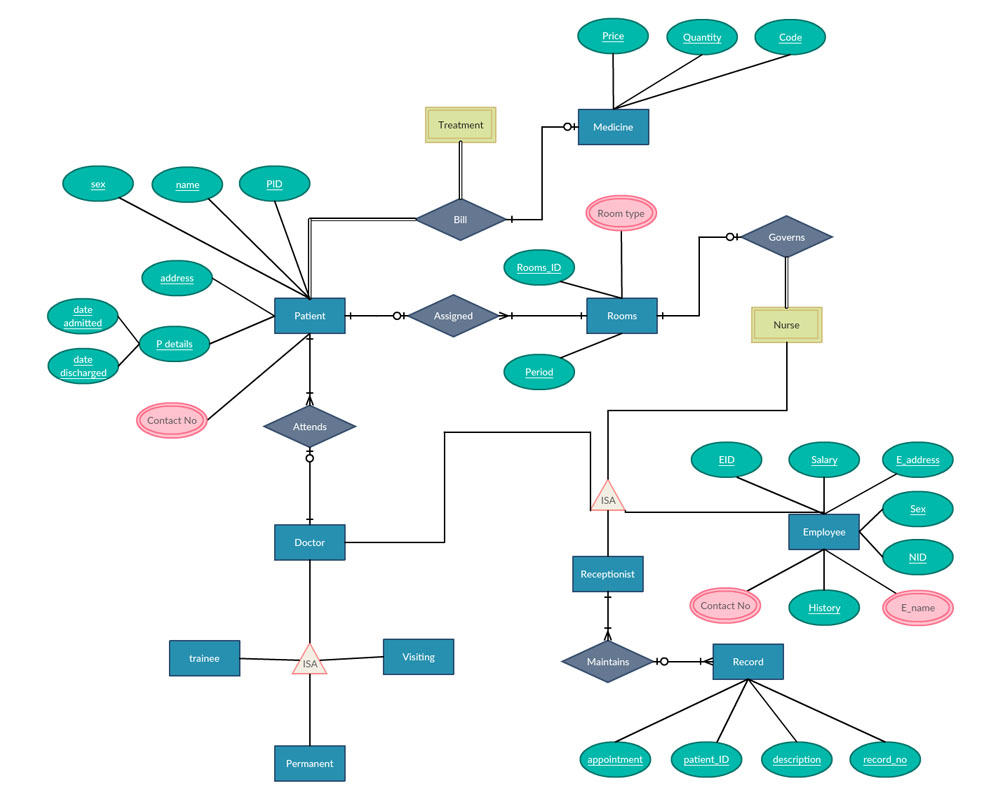 Price
Quantity
Code
Treatment
Medicine
sex
name
PID
Room type
Bill
Governs
Rooms_ID
address
date
admitted
Patient
Assigned
Rooms
Nurse
P details
date
discharged
Period
Contact No
Attends
EID
Salary
E_address
ISA
Sex
Employee
Doctor
NID
Receptionist
Contact No
History
E_name
trainee
ISA
Visiting
Maintains
Record
Permanent
appointment
patient_ID
description
record_no